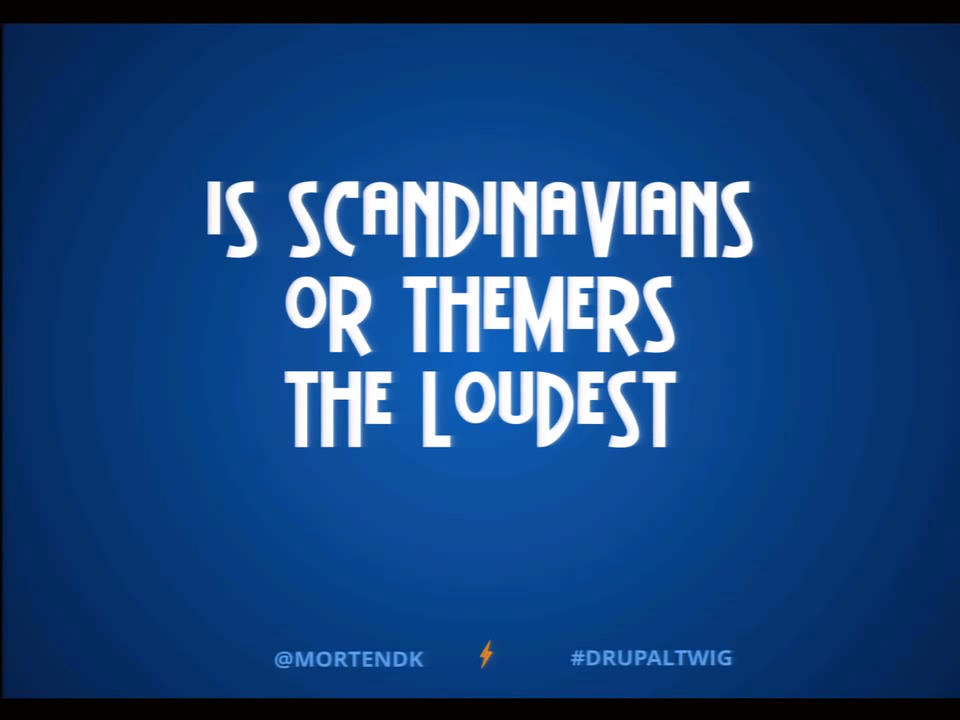 IS SCANDINAVIANS
OR THEMERS
THE LOUDEST
@MORTENDK #DRUPALTWIG